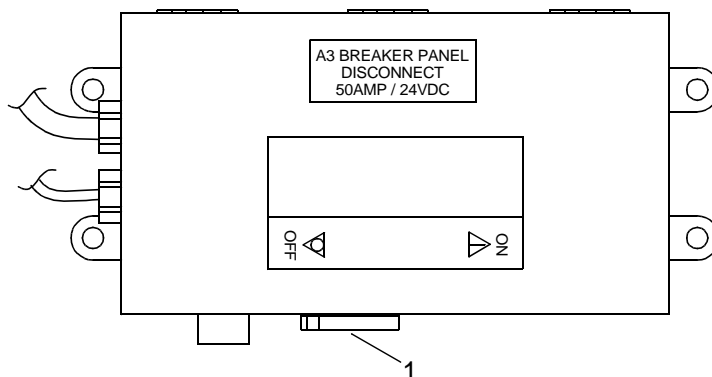 A3 BREAKER PANEL
DISCONNECT
50AMP / 24VDC
OFF
ON
1